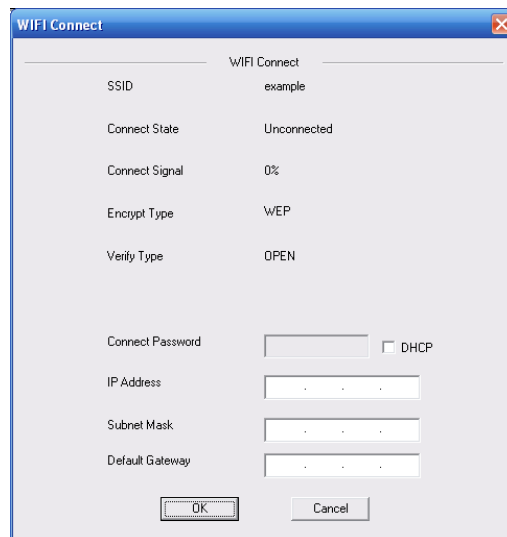 WIFI Connect
WIFI Connect
SSID example
Connect State Unconnected
Connect Signal 0%
Encrypt Type WEP
Verify Type OPEN
Connect Password DHCP
IP Address . . .
Subnet Mask . . .
Default Gateway . . .
OK Cancel